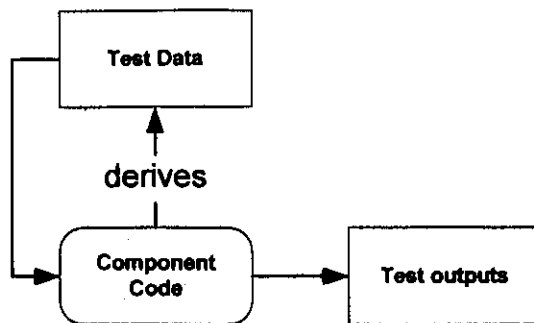 Test Data
derives
Component
Code
Test outputs